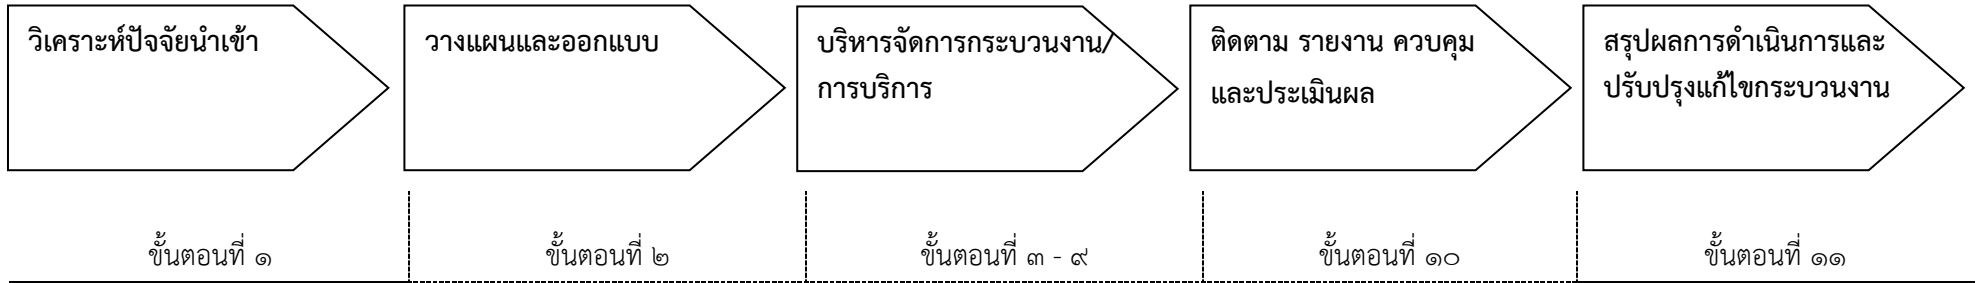 วิเคราะห์ปัจจัยนำเข้า
วางแผนและออกแบบ
บริหารจัดการกระบวนงาน/
การบริการ
ติดตาม รายงาน ควบคุม
และประเมินผล
สรุปผลการดำเนินการและ
ปรับปรุงแก้ไขกระบวนงาน
ขั้นตอนที่ ๑
ขั้นตอนที่ ๒
ขั้นตอนที่ ๓ - ๙
ขั้นตอนที่ ๑๐
ขั้นตอนที่ ๑๑